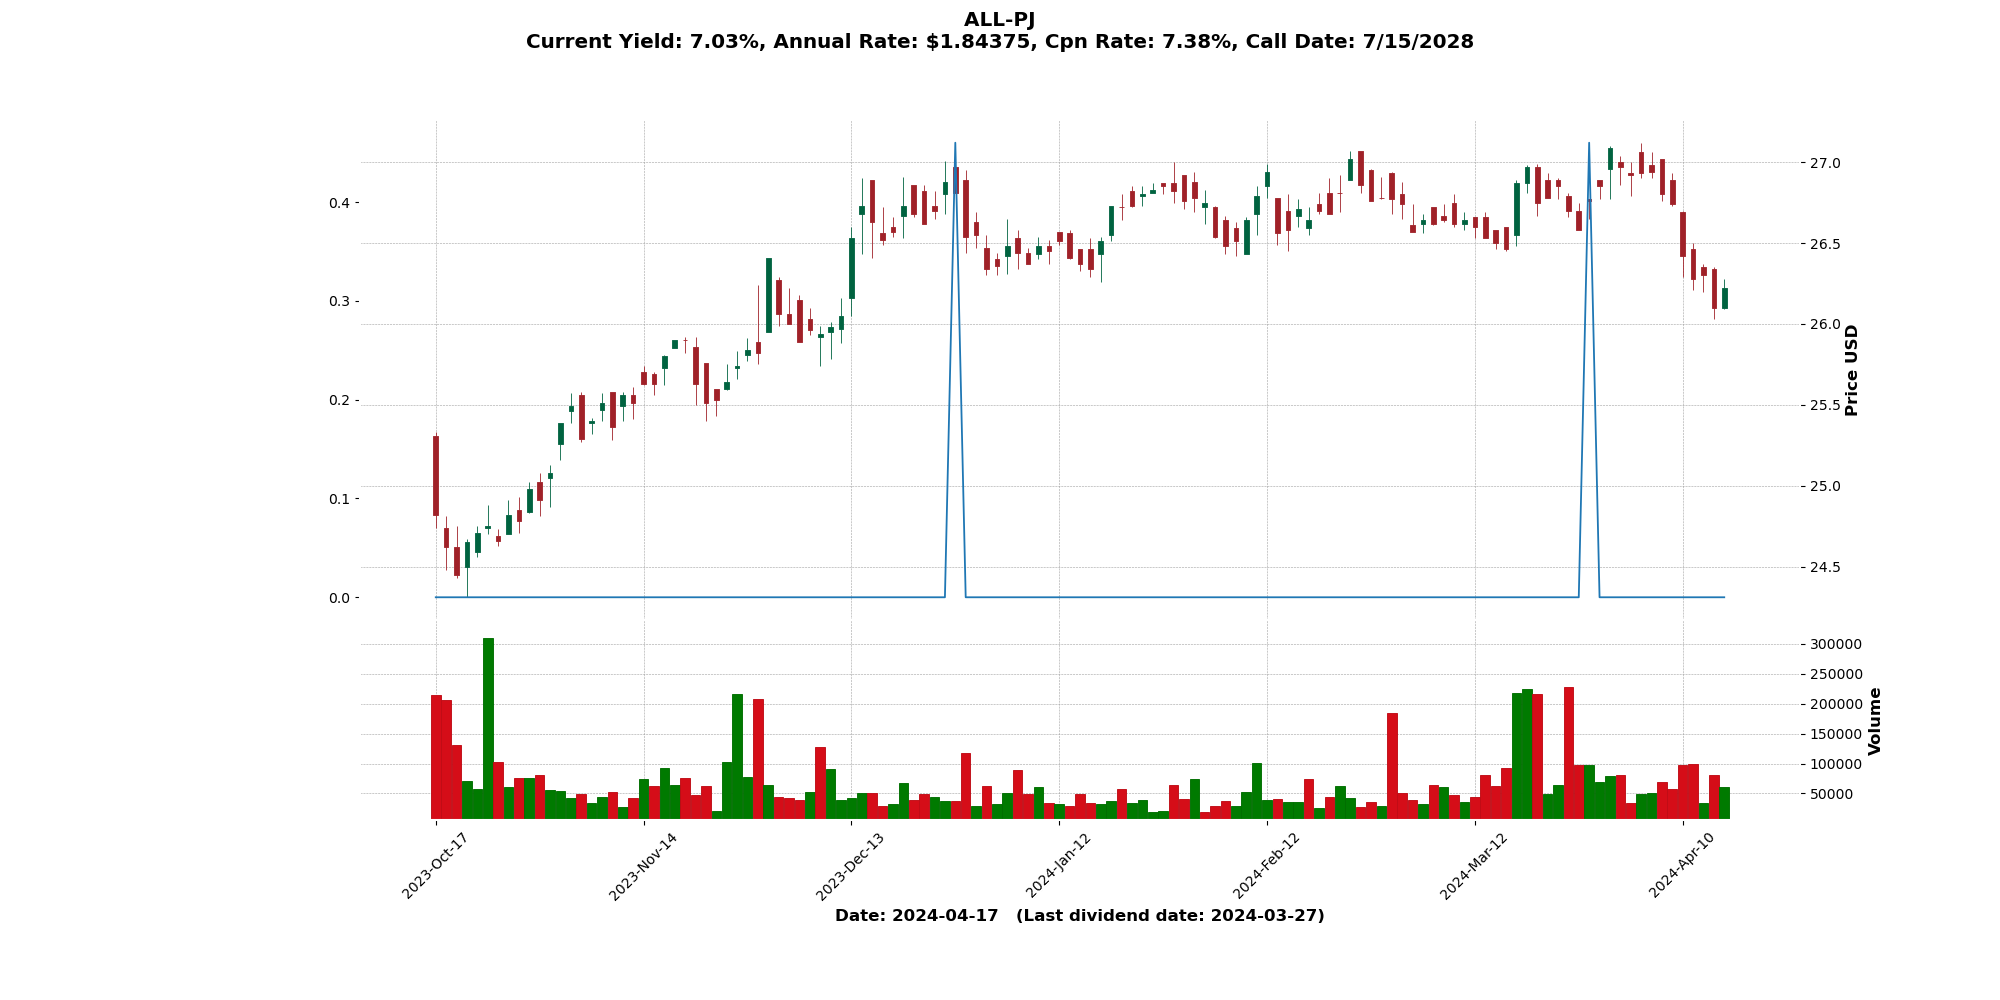 ALL-PJ
Current Yield: 7.03%, Annual Rate: $1.84375, Cpn Rate: 7.38%, Call Date: 7/15/2028
0.4
0.3
0.2
0.1
0.0
27.0
26.5
26.0
25.5
25.0
24.5
Price USD
300000
250000
200000
150000
100000
50000
Volume
2023-Oct-17
2023-Nov-14
2023-Dec-13
2024-Jan-12
2024-Feb-12
2024-Mar-12
2024-Apr-10
Date: 2024-04-17 (Last dividend date: 2024-03-27)